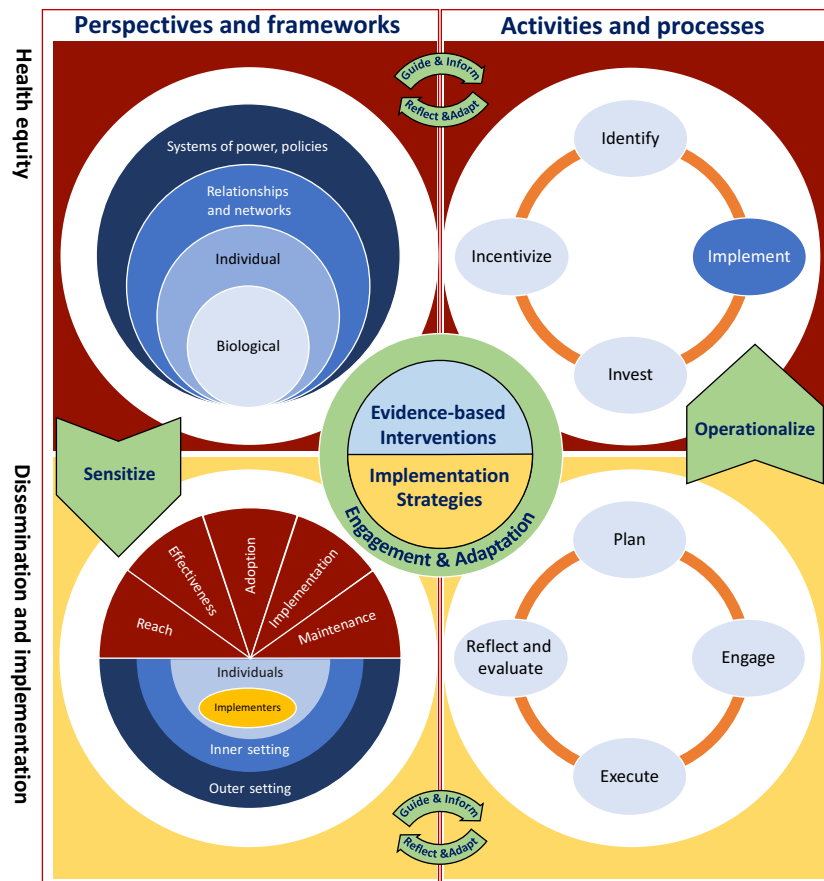 Perspectives and frameworks
Activities and processes
Health equity
Guide & Inform
Reflect &Adapt
Systems of power, policies
Relationships
and networks
Individual
Biological
Identify
Incentivize
Implement
Invest
Evidence-based
Interventions
Implementation
Strategies
Engagement & Adaptation
Sensitize
Operationalize
Dissemination and implementation
Reach
Effectiveness
Adoption
Implementation
Maintenance
Individuals
Implementers
Inner setting
Outer setting
Plan
Reflect and
evaluate
Engage
Execute
Guide & Inform
Reflect &Adapt